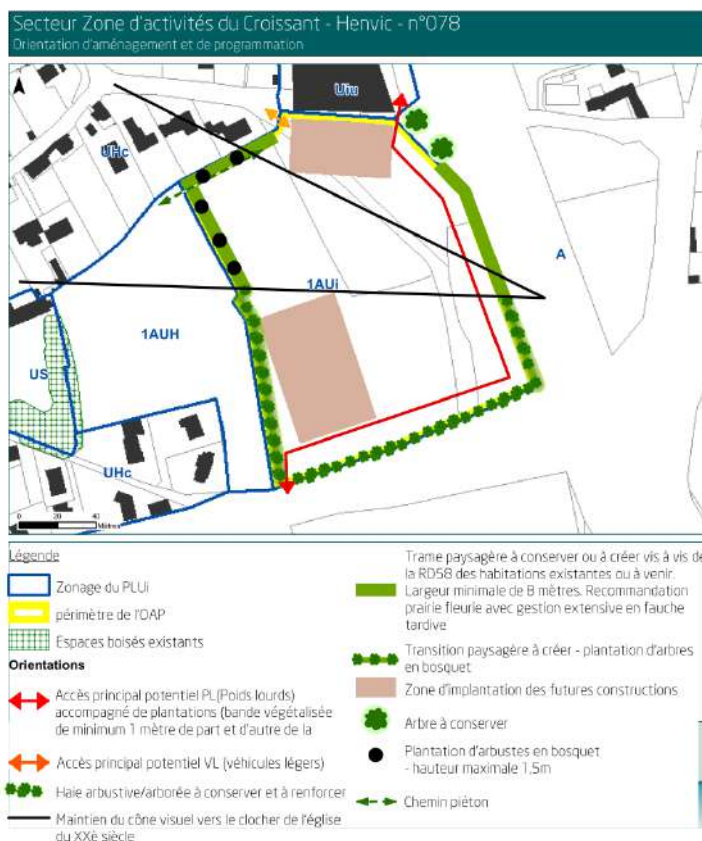 Secteur Zone d'activités du Croissant - Henvic - n°078
Orientation d'aménagement et de programmation
Uiu
UHc
A
1AUi
1AUH
US
UHc
0 20 40
Mètres
Légende
Zonage du PLUi
périmètre de l'OAP
Espaces boisés existants
Orientations
Accès principal potentiel PL(Poids lourds)
accompagné de plantations (bande végétalisée
de minimum 1 mètre de part et d'autre de la
Accès principal potentiel VL (véhicules légers)
Haie arbustive/arborée à conserver et à renforcer
Maintien du cône visuel vers le clocher de l'église
du XXè siècle
Trame paysagère à conserver ou à créer vis à vis de
la RD58 des habitations existantes ou à venir.
Largeur minimale de 8 mètres. Recommandation
prairie fleurie avec gestion extensive en fauche
tardive
Transition paysagère à créer - plantation d'arbres
en bosquet
Zone d'implantation des futures constructions
Arbre à conserver
Plantation d'arbustes en bosquet
- hauteur maximale 1,5m
Chemin piéton